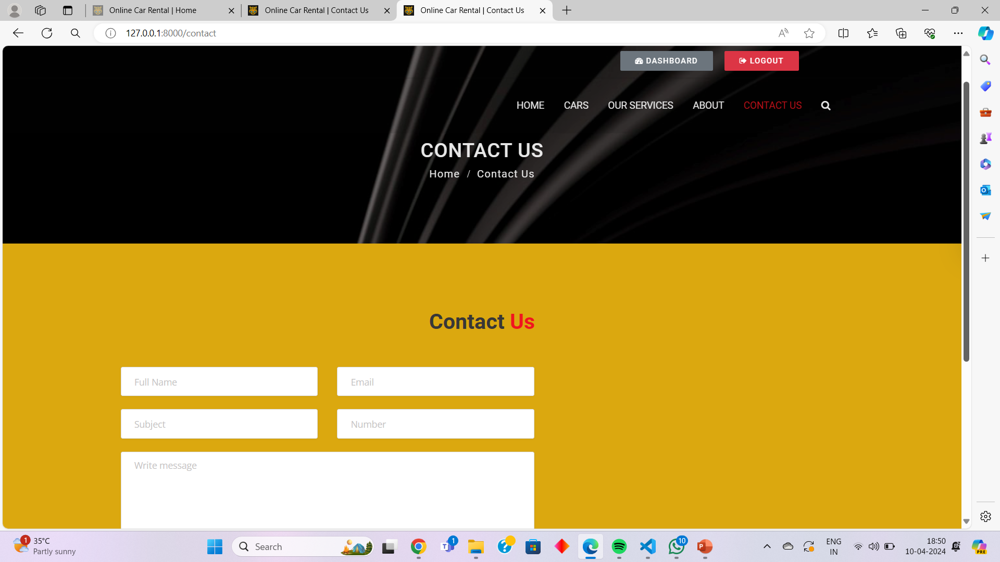 Online Car Rental | Home
Online Car Rental | Contact Us
Online Car Rental | Contact Us
127.0.0.1:8000/contact
DASHBOARD
LOGOUT
HOME
CARS
OUR SERVICES
ABOUT
CONTACT US
CONTACT US
Home / Contact Us
Contact Us
Full Name
Email
Subject
Number
Write message
1
35°C
Partly sunny
Search
1
10
ENG
IN
18:50
10-04-2024
PRE